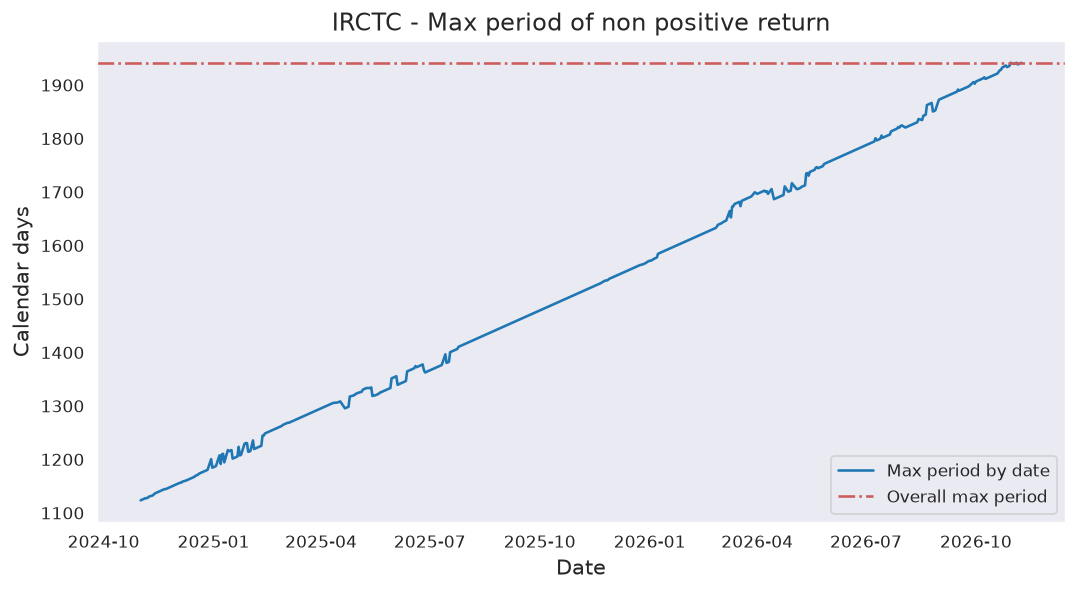 IRCTC - Max period of non positive return
Calendar days
1900
1800
1700
1600
1500
1400
1300
1200
1100
Max period by date
Overall max period
2024-10 2025-01 2025-04 2025-07 2025-10 2026-01 2026-04 2026-07 2026-10
Date